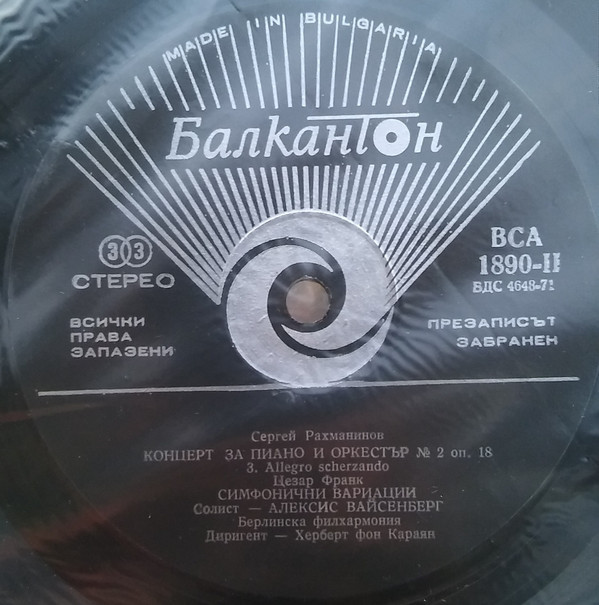 MADE IN BULGARIA
Балкантон
33
СТЕРЕО
ВСИЧКИ
ПРАВА
ЗАПАЗЕНИ
ВСА
1890-II
ВДС 4648-71
ПРЕЗАПИСЪТ
ЗАБРАНЕН
Сергей Рахманинов
КОНЦЕРТ ЗА ПИАНО И ОРКЕСТЪР № 2 оп. 18
3. Allegro scherzando
Цезар Франк
СИМФОНИЧНИ ВАРИАЦИИ
Солист — АЛЕКСИС ВАЙСЕНБЕРГ
Берлинска филхармония
Диригент — Херберт фон Караян